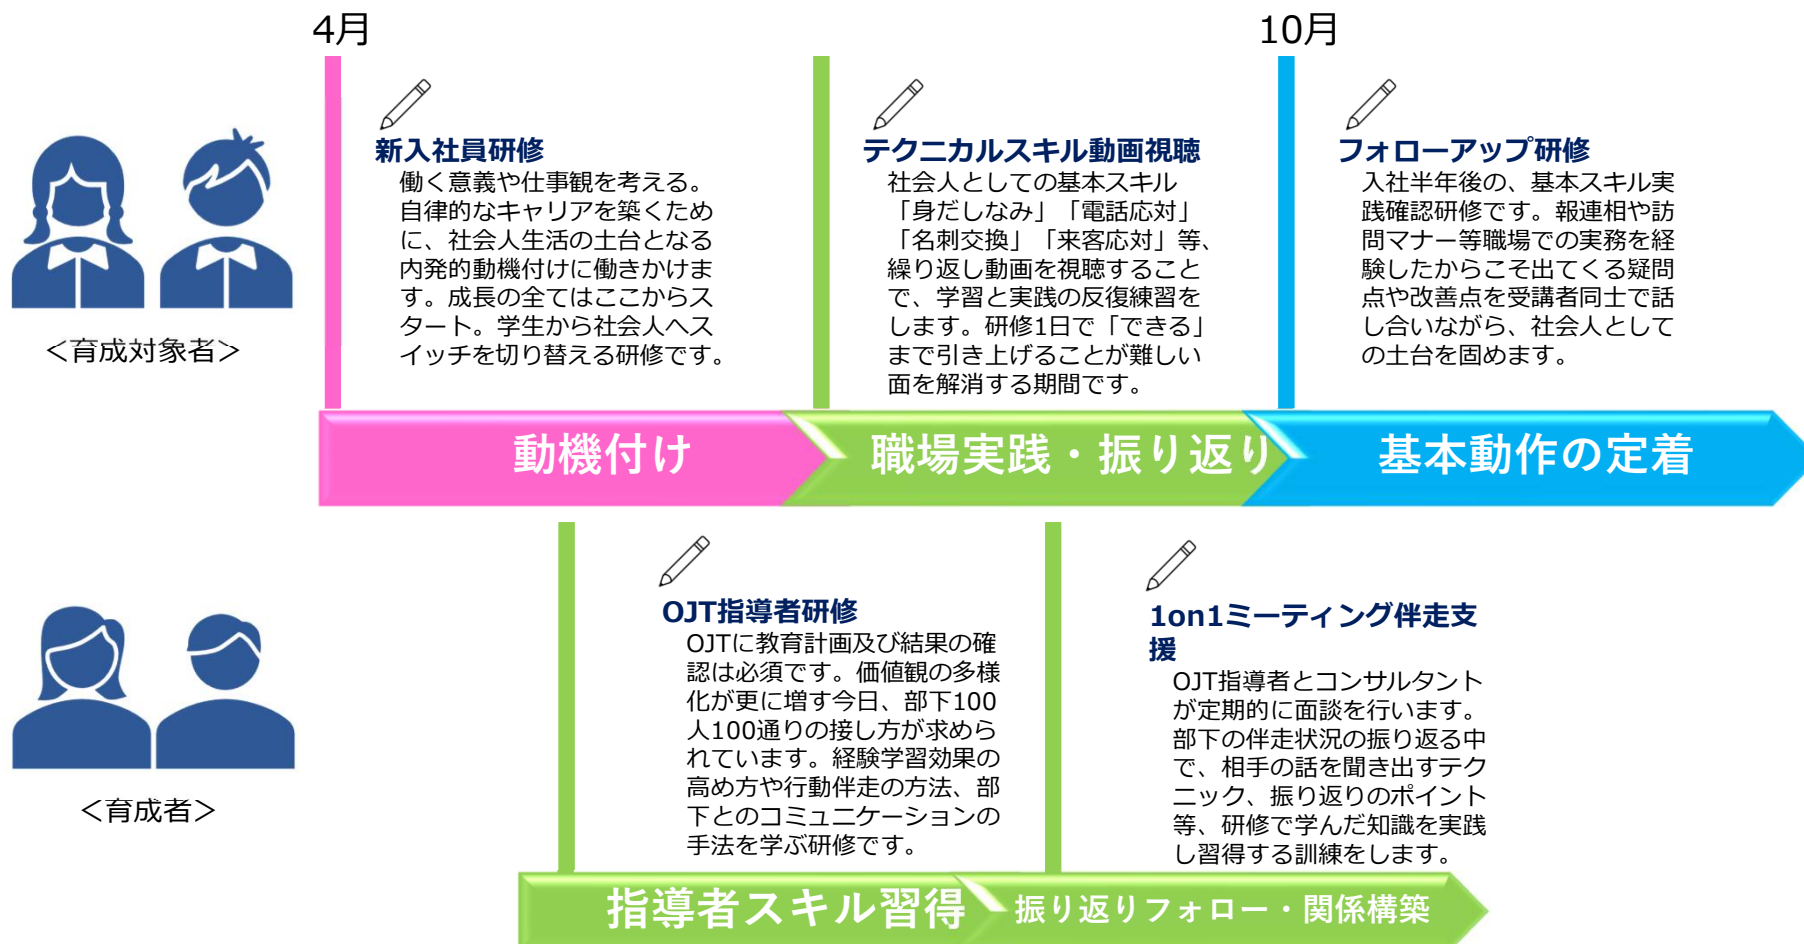 4月
10月
新入社員研修
働く意義や仕事観を考える。
自律的なキャリアを築くため
に、社会人生活の土台となる
内発的動機付けに働きかけま
す。成長の全てはここからス
タート。学生から社会人へス
イッチを切り替える研修です。
テクニカルスキル動画視聴
社会人としての基本スキル
「身だしなみ」「電話応対」
「名刺交換」「来客応対」等、
繰り返し動画を視聴すること
で、学習と実践の反復練習を
します。研修1日で「できる」
まで引き上げることが難しい
面を解消する期間です。
フォローアップ研修
入社半年後の、基本スキル実
践確認研修です。報連相や訪
問マナー等職場での実務を経
験したからこそ出てくる疑問
点や改善点を受講者同士で話
し合いながら、社会人として
の土台を固めます。
＜育成対象者＞
動機付け
職場実践・振り返り
基本動作の定着
OJT指導者研修
OJTに教育計画及び結果の確
認は必須です。価値観の多様
化が更に増す今日、部下100
人100通りの接し方が求めら
れています。経験学習効果の
高め方や行動伴走の方法、部
下とのコミュニケーションの
手法を学ぶ研修です。
1on1ミーティング伴走支
援
OJT指導者とコンサルタント
が定期的に面談を行います。
部下の伴走状況の振り返る中
で、相手の話を聞き出すテク
ニック、振り返りのポイント
等、研修で学んだ知識を実践
し習得する訓練をします。
＜育成者＞
指導者スキル習得
振り返りフォロー・関係構築